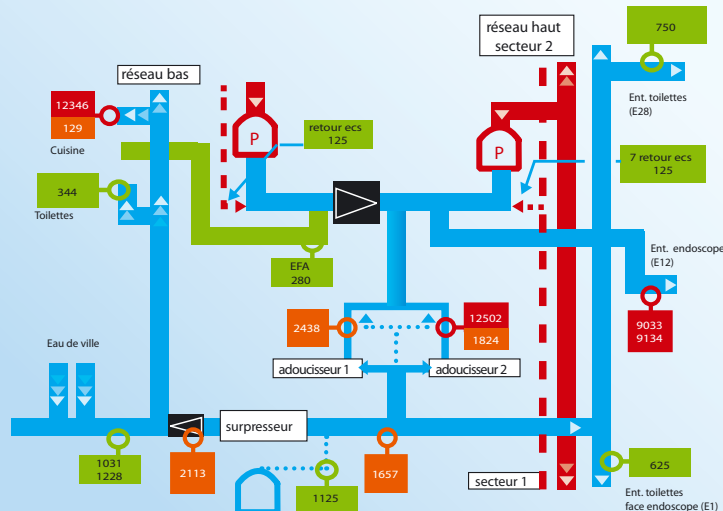 réseau haut
secteur 2
750
réseau bas
12346
129
Cuisine
P
retour ecs
125
P
Ent. toilettes
(E28)
7 retour ecs
125
344
Toilettes
EFA
280
Ent. endoscope
(E12)
2438
12502
1824
9033
9134
Eau de ville
adoucisseur 1
adoucisseur 2
surpresseur
1031
1228
2113
1125
1657
secteur 1
625
Ent. toilettes
face endoscope (E1)